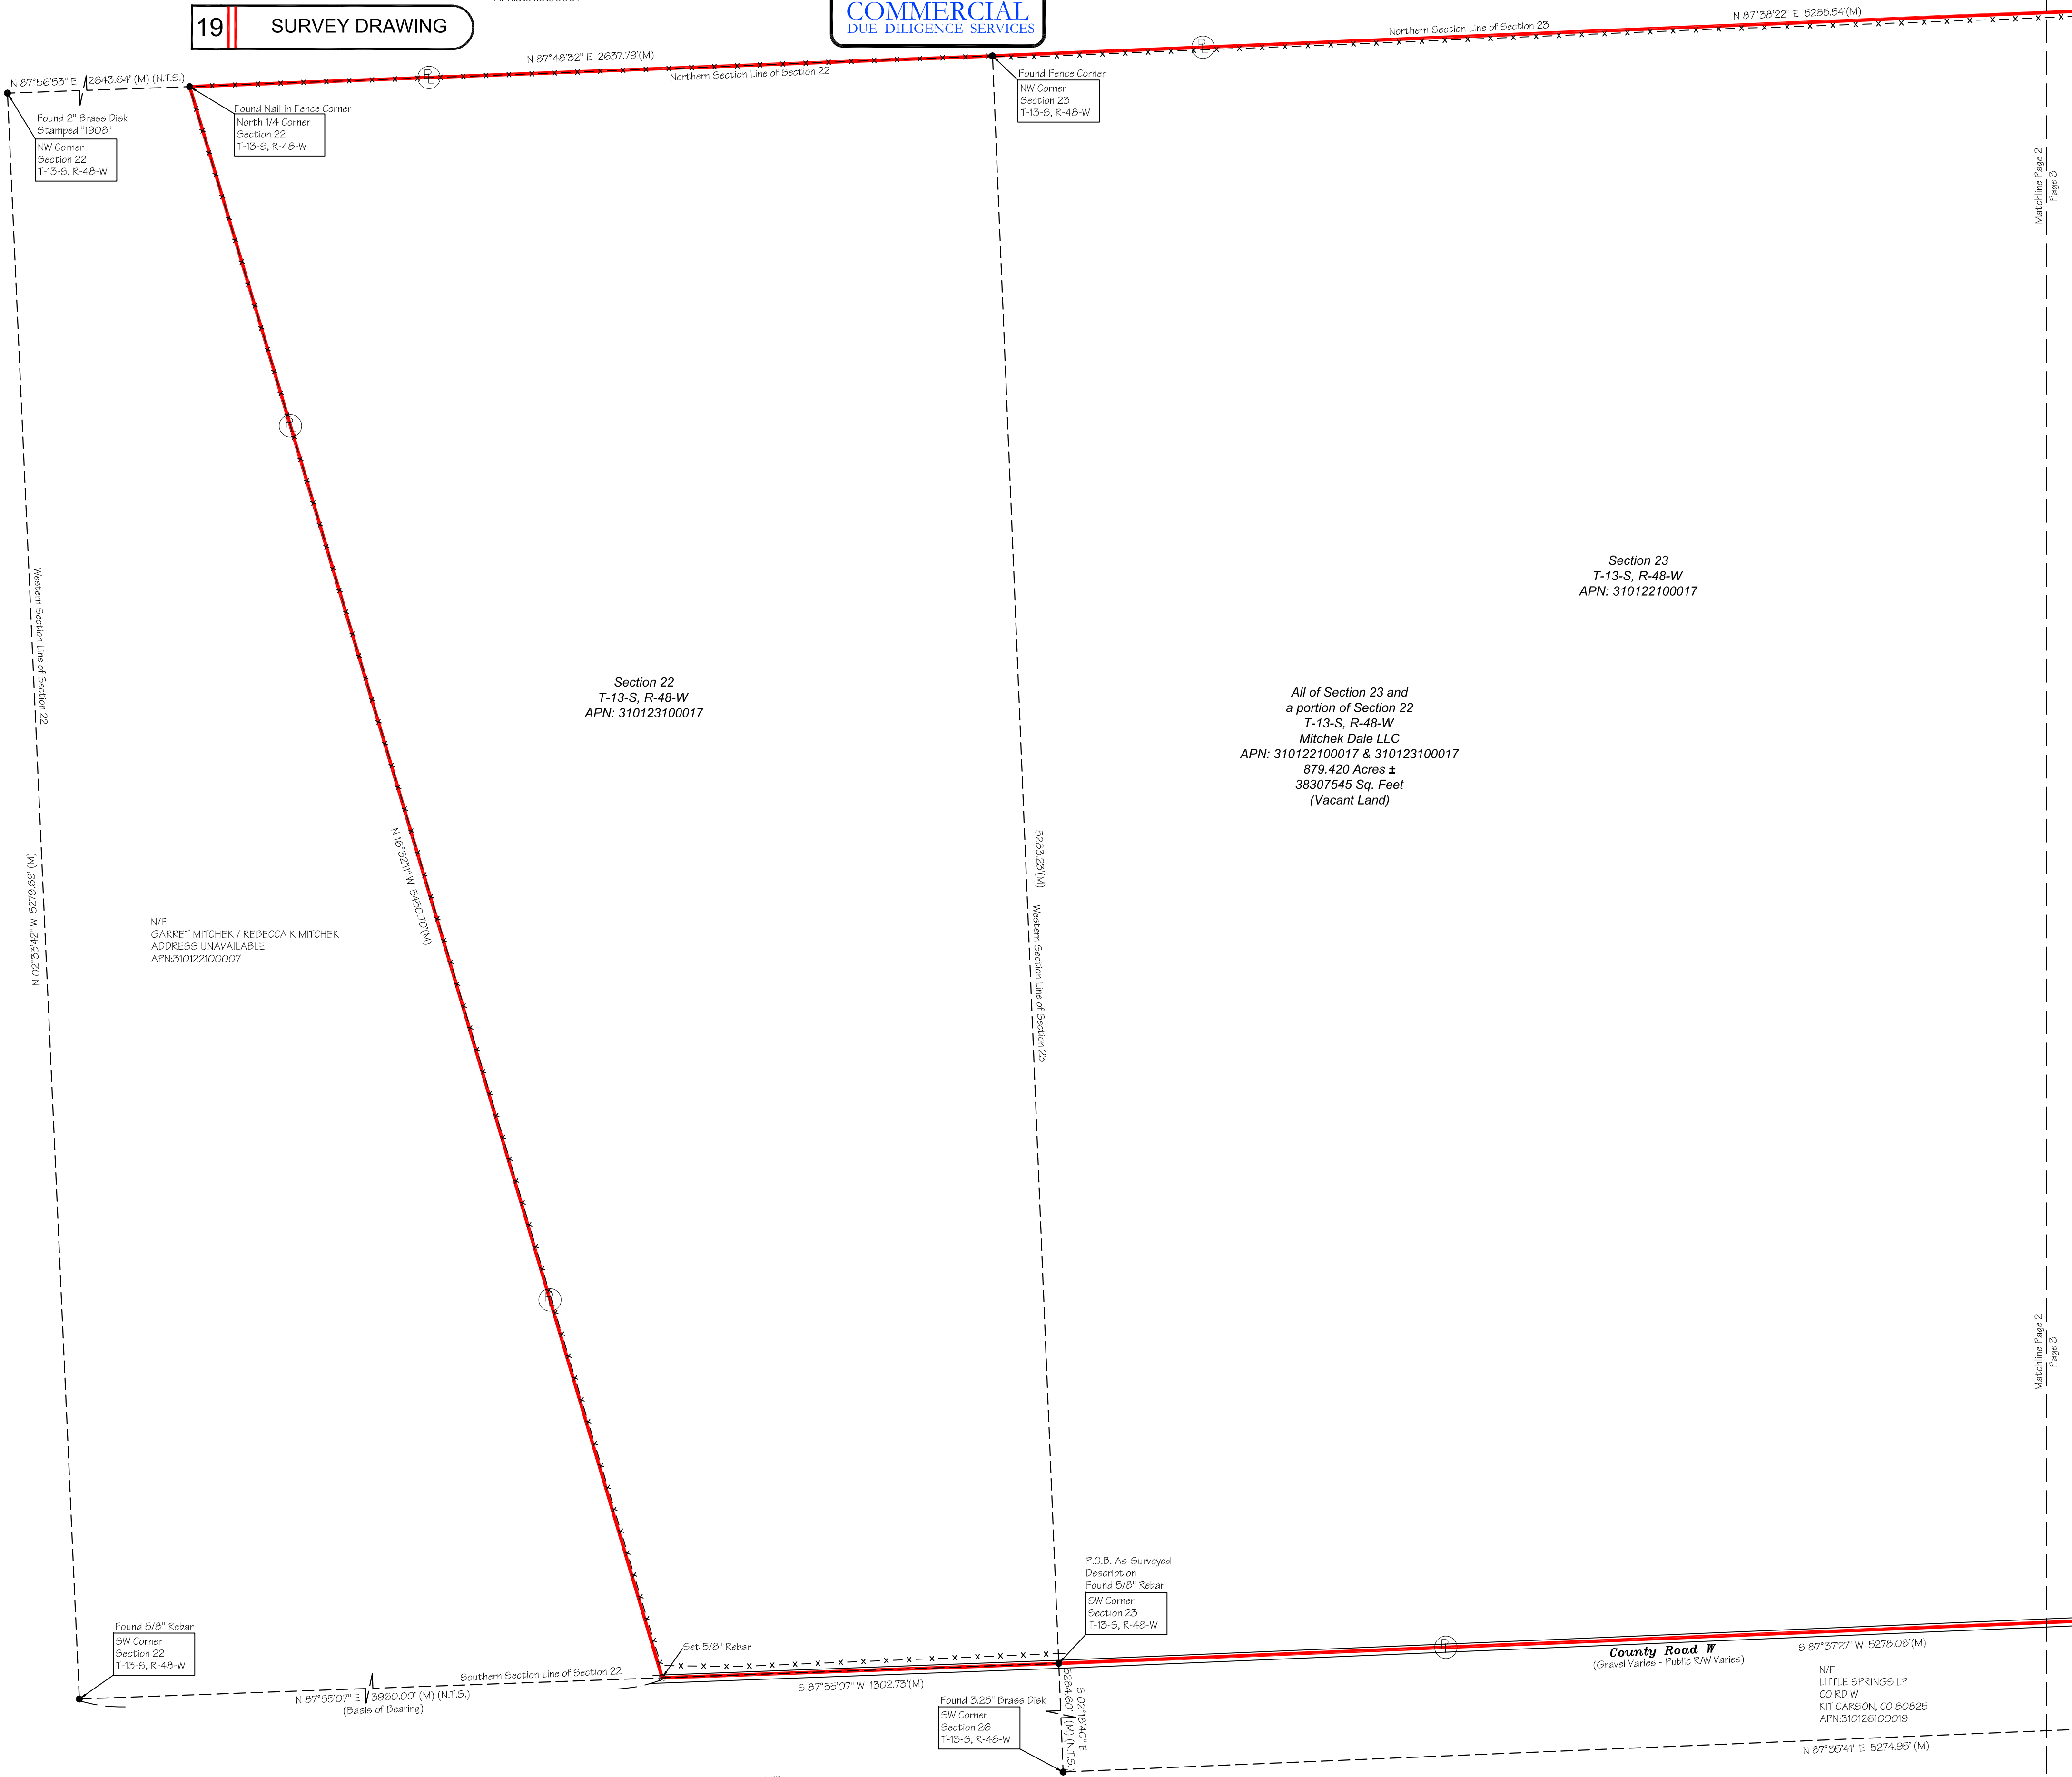 19
SURVEY DRAWING
COMMERCIAL
DUE DILIGENCE SERVICES
N 87°56'53" E 2643.64' (M) (N.T.S.)
N 87°48'32" E 2637.79'(M)
Northern Section Line of Section 22
Northern Section Line of Section 23
N 87°38'22" E 5285.54'(M)
Found 2" Brass Disk
Stamped "1908"
NW Corner
Section 22
T-13-S, R-48-W
Found Nail in Fence Corner
North 1/4 Corner
Section 22
T-13-S, R-48-W
Found Fence Corner
NW Corner
Section 23
T-13-S, R-48-W
Matchline Page 2
Page 3
Western Section Line of Section 22
N 02°33'42" W 5279.69' (M)
N 16°32'11" W 5450.70'(M)
Section 22
T-13-S, R-48-W
APN: 310123100017
Section 23
T-13-S, R-48-W
APN: 310122100017
All of Section 23 and
a portion of Section 22
T-13-S, R-48-W
Mitchek Dale LLC
APN: 310122100017 & 310123100017
879.420 Acres ±
38307545 Sq. Feet
(Vacant Land)
5283.23'(M)
Western Section Line of Section 23
N/F
GARRET MITCHEK / REBECCA K MITCHEK
ADDRESS UNAVAILABLE
APN:310122100007
Matchline Page 2
Page 3
P.O.B. As-Surveyed
Description
Found 5/8" Rebar
SW Corner
Section 23
T-13-S, R-48-W
Found 5/8" Rebar
SW Corner
Section 22
T-13-S, R-48-W
Set 5/8" Rebar
Southern Section Line of Section 22
N 87°55'07" E 3960.00' (M) (N.T.S.)
(Basis of Bearing)
S 87°55'07" W 1302.73'(M)
County Road W
(Gravel Varies - Public R/W Varies)
S 87°37'27" W 5278.08'(M)
Found 3.25" Brass Disk
SW Corner
Section 26
T-13-S, R-48-W
S 02°18'40" E
5284.60' (M) (N.T.S.)
N/F
LITTLE SPRINGS LP
CO RD W
KIT CARSON, CO 80825
APN:310126100019
N 87°35'41" E 5274.95' (M)